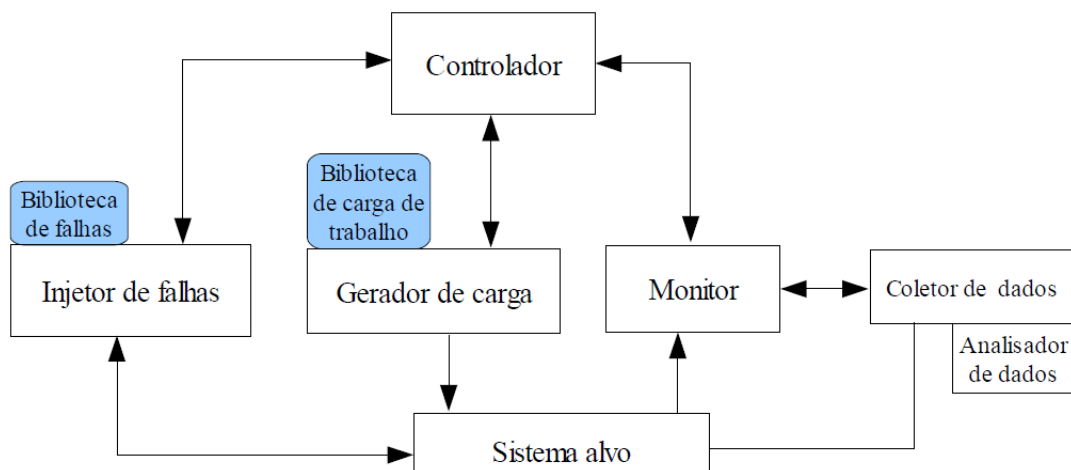 Controlador
Biblioteca
de carga de
trabalho
Biblioteca
de falhas
Injetor de falhas
Gerador de carga
Monitor
Coletor de dados
Analisador
de dados
Sistema alvo